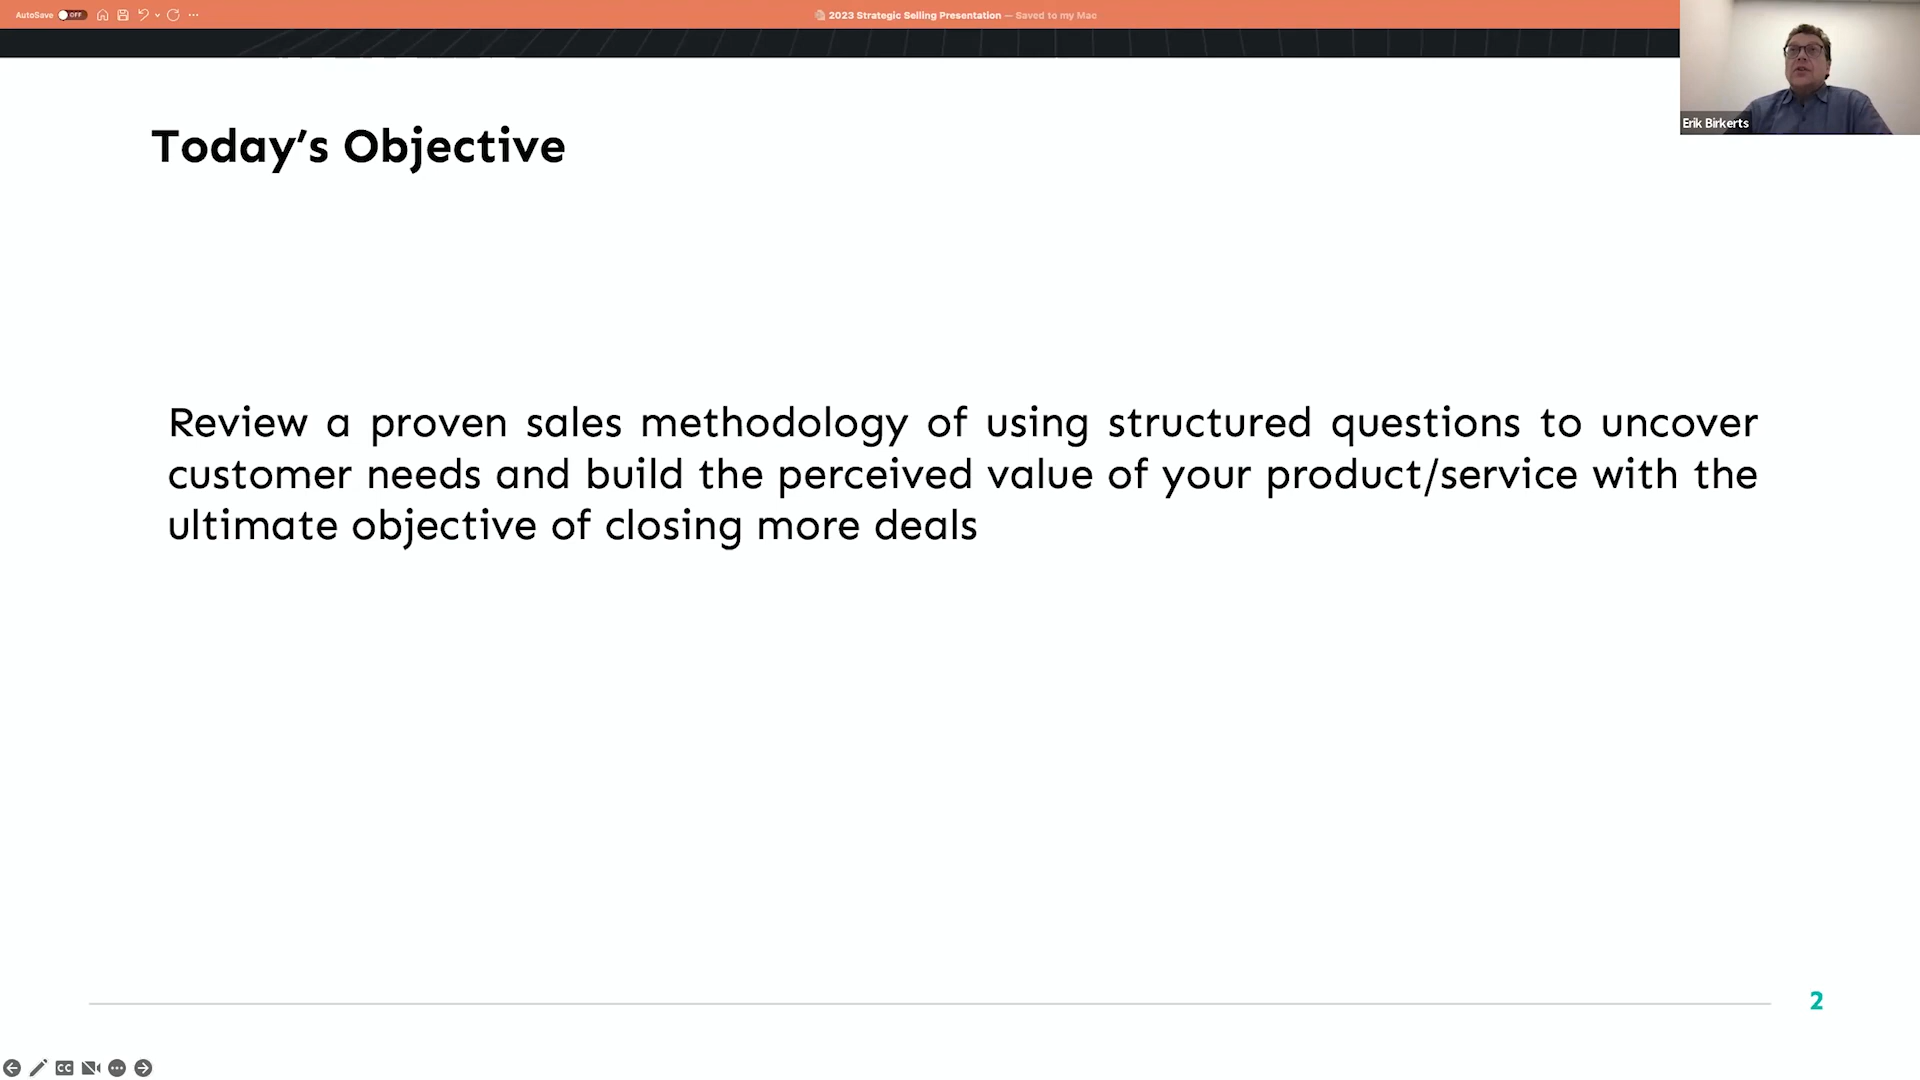 AutoSave OFF
2023 Strategic Selling Presentation — Saved to my Mac
Erik Birkerts
Today’s Objective
Review a proven sales methodology of using structured questions to uncover
customer needs and build the perceived value of your product/service with the
ultimate objective of closing more deals
2
CC